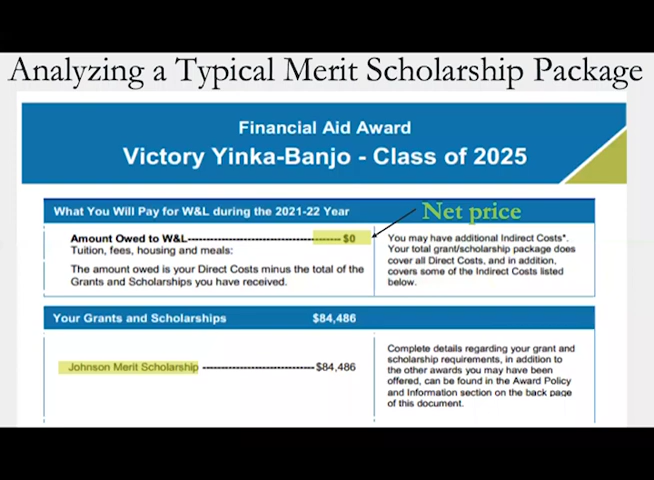 Analyzing a Typical Merit Scholarship Package
Financial Aid Award
Victory Yinka-Banjo - Class of 2025
What You Will Pay for W&L during the 2021-22 Year
Net price
Amount Owed to W&L------------------------------------ $0
Tuition, fees, housing and meals:
The amount owed is your Direct Costs minus the total of the
Grants and Scholarships you have received.
You may have additional Indirect Costs*.
Your total grant/scholarship package does
cover all Direct Costs, and in addition,
covers some of the Indirect Costs listed
below.
Your Grants and Scholarships $84,486
Johnson Merit Scholarship ----------------------------$84,486
Complete details regarding your grant and
scholarship requirements, in addition to
the other awards you may have been
offered, can be found in the Award Policy
and Information section on the back page
of this document.